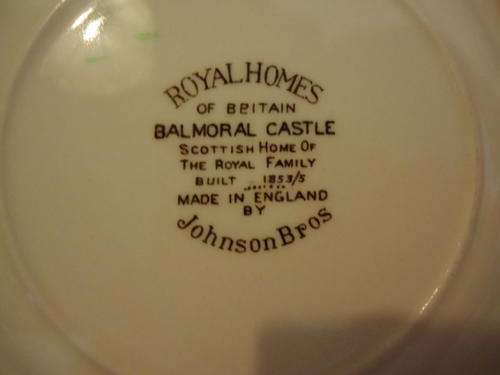 ROYAL HOMES
OF BRITAIN
BALMORAL CASTLE
SCOTTISH HOME OF
THE ROYAL FAMILY
BUILT 1853/5
MADE IN ENGLAND
BY
Johnson Bros